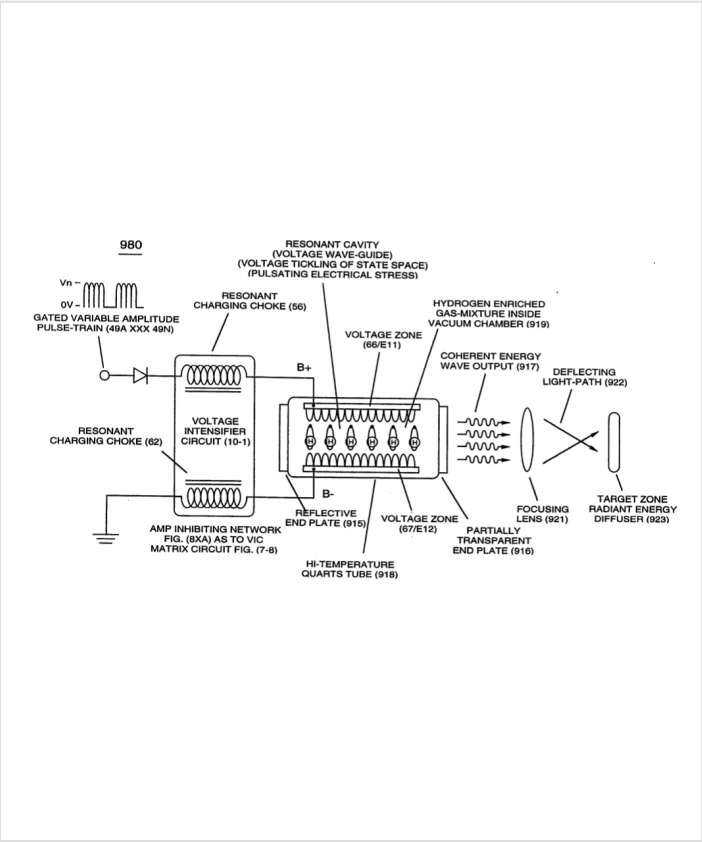 980
Vn
OV
GATED VARIABLE AMPLITUDE
PULSE-TRAIN (49A XXX 49N)
RESONANT CAVITY
(VOLTAGE WAVE-GUIDE)
(VOLTAGE TICKLING OF STATE SPACE)
(PULSATING ELECTRICAL STRESS)
RESONANT
CHARGING CHOKE (56)
HYDROGEN ENRICHED
GAS-MIXTURE INSIDE
VACUUM CHAMBER (919)
VOLTAGE ZONE
(66/E11)
COHERENT ENERGY
WAVE OUTPUT (917)
DEFLECTING
LIGHT-PATH (922)
B+
RESONANT
CHARGING CHOKE (62)
VOLTAGE
INTENSIFIER
CIRCUIT (10-1)
H H H H H H
B-
REFLECTIVE
END PLATE (915)
VOLTAGE ZONE
(67/E12)
PARTIALLY
TRANSPARENT
END PLATE (916)
FOCUSING
LENS (921)
TARGET ZONE
RADIANT ENERGY
DIFFUSER (923)
AMP INHIBITING NETWORK
FIG. (8XA) AS TO VIC
MATRIX CIRCUIT FIG. (7-8)
HI-TEMPERATURE
QUARTS TUBE (918)